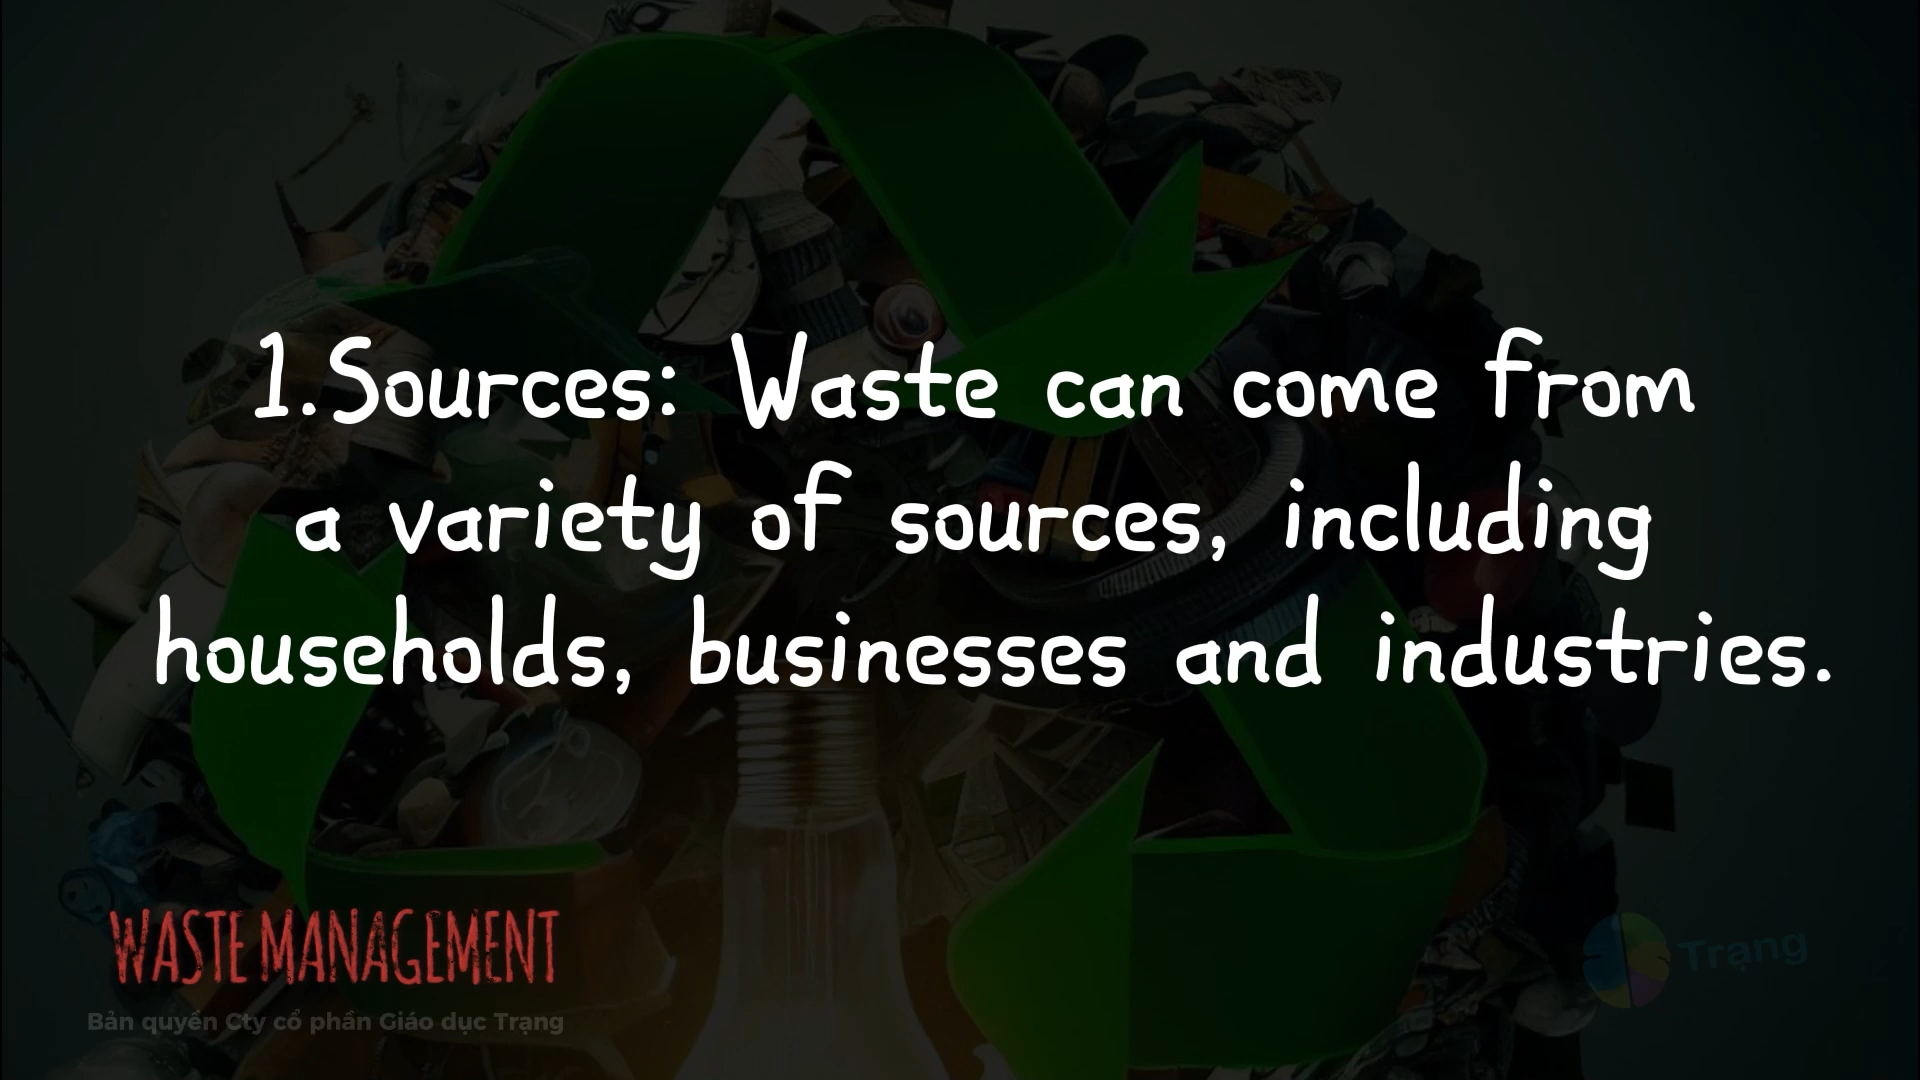 1.Sources: Waste can come from
a variety of sources, including
households, businesses and industries.
WASTE MANAGEMENT
Bản quyền Cty cổ phần Giáo dục Trạng
Trạng